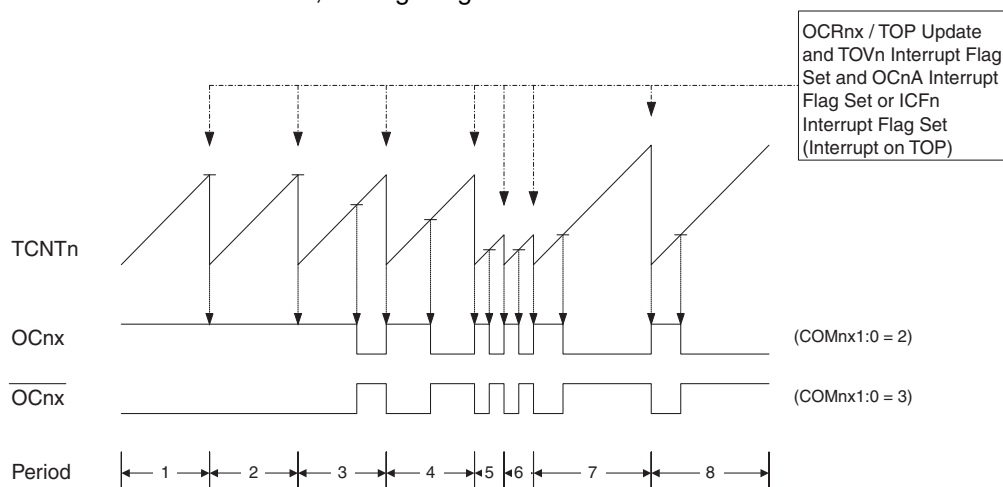 OCRnx / TOP Update
and TOVn Interrupt Flag
Set and OCnA Interrupt
Flag Set or ICFn
Interrupt Flag Set
(Interrupt on TOP)
TCNTn
OCnx
(COMnx1:0 = 2)
OCnx
(COMnx1:0 = 3)
Period 1 2 3 4 5 6 7 8